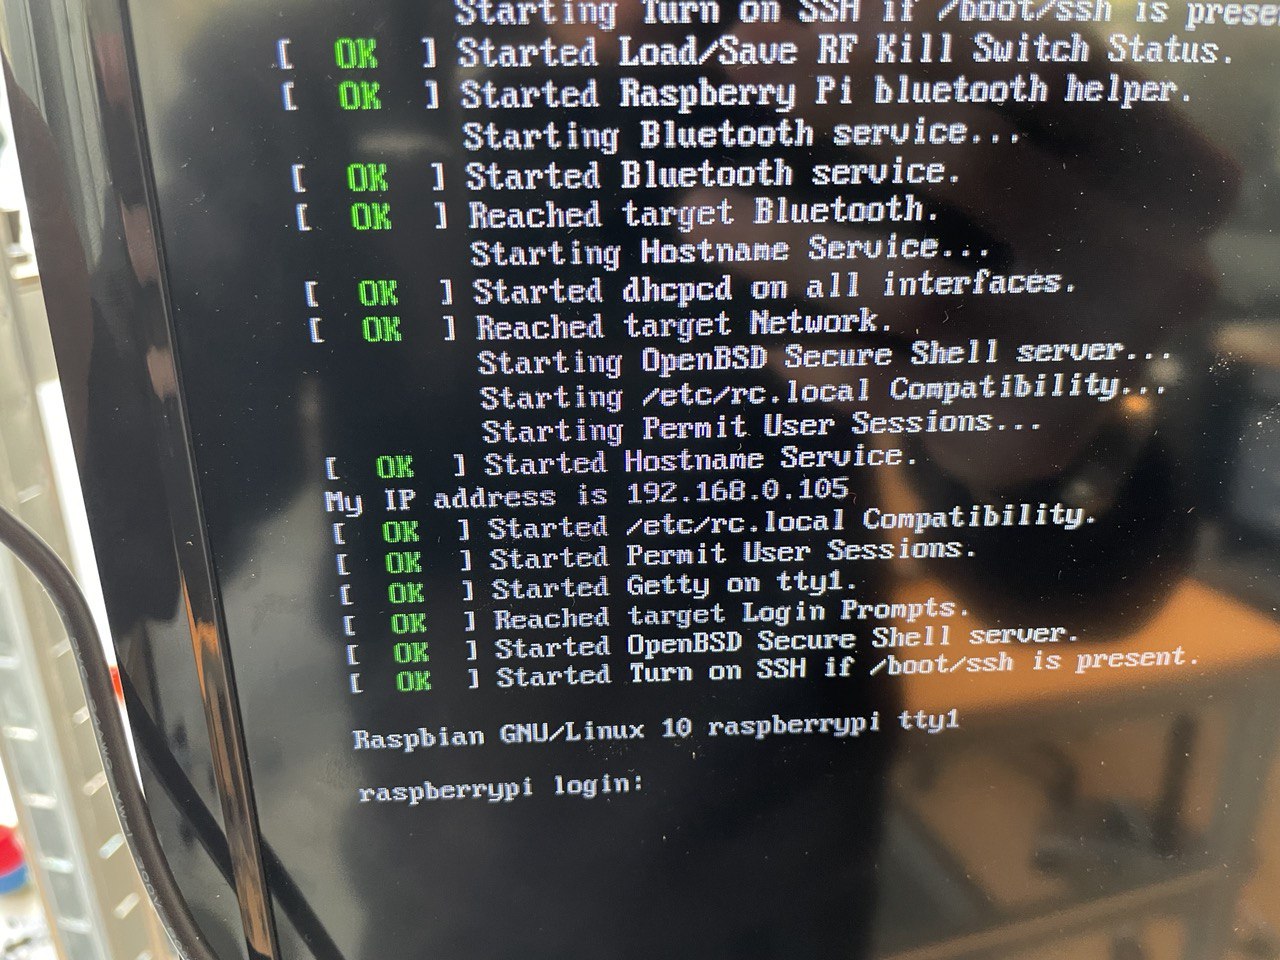 Starting Turn on SSH if /boot/ssh is prese
[  OK  ] Started Load/Save RF Kill Switch Status.
[  OK  ] Started Raspberry Pi bluetooth helper.
Starting Bluetooth service...
[  OK  ] Started Bluetooth service.
[  OK  ] Reached target Bluetooth.
Starting Hostname Service...
[  OK  ] Started dhcpcd on all interfaces.
[  OK  ] Reached target Network.
Starting OpenBSD Secure Shell server...
Starting /etc/rc.local Compatibility...
Starting Permit User Sessions...
[  OK  ] Started Hostname Service.
My IP address is 192.168.0.105
[  OK  ] Started /etc/rc.local Compatibility.
[  OK  ] Started Permit User Sessions.
[  OK  ] Started Getty on tty1.
[  OK  ] Reached target Login Prompts.
[  OK  ] Started OpenBSD Secure Shell server.
[  OK  ] Started Turn on SSH if /boot/ssh is present.
Raspbian GNU/Linux 10 raspberrypi tty1
raspberrypi login: